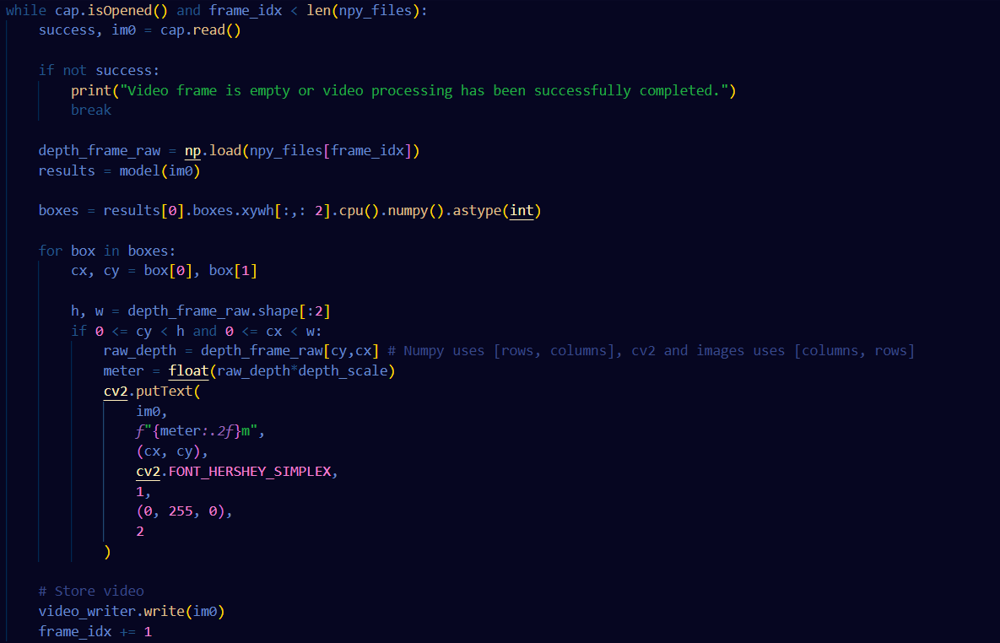 while cap.isOpened() and frame_idx < len(npy_files):
    success, im0 = cap.read()

    if not success:
        print("Video frame is empty or video processing has been successfully completed.")
        break

    depth_frame_raw = np.load(npy_files[frame_idx])
    results = model(im0)

    boxes = results[0].boxes.xywh[:,: 2].cpu().numpy().astype(int)

    for box in boxes:
        cx, cy = box[0], box[1]

        h, w = depth_frame_raw.shape[:2]
        if 0 <= cy < h and 0 <= cx < w:
            raw_depth = depth_frame_raw[cy,cx] # Numpy uses [rows, columns], cv2 and images uses [columns, rows]
            meter = float(raw_depth*depth_scale)
            cv2.putText(
                im0,
                f"{meter:.2f}m",
                (cx, cy),
                cv2.FONT_HERSHEY_SIMPLEX,
                1,
                (0, 255, 0),
                2
            )

    # Store video
    video_writer.write(im0)
    frame_idx += 1